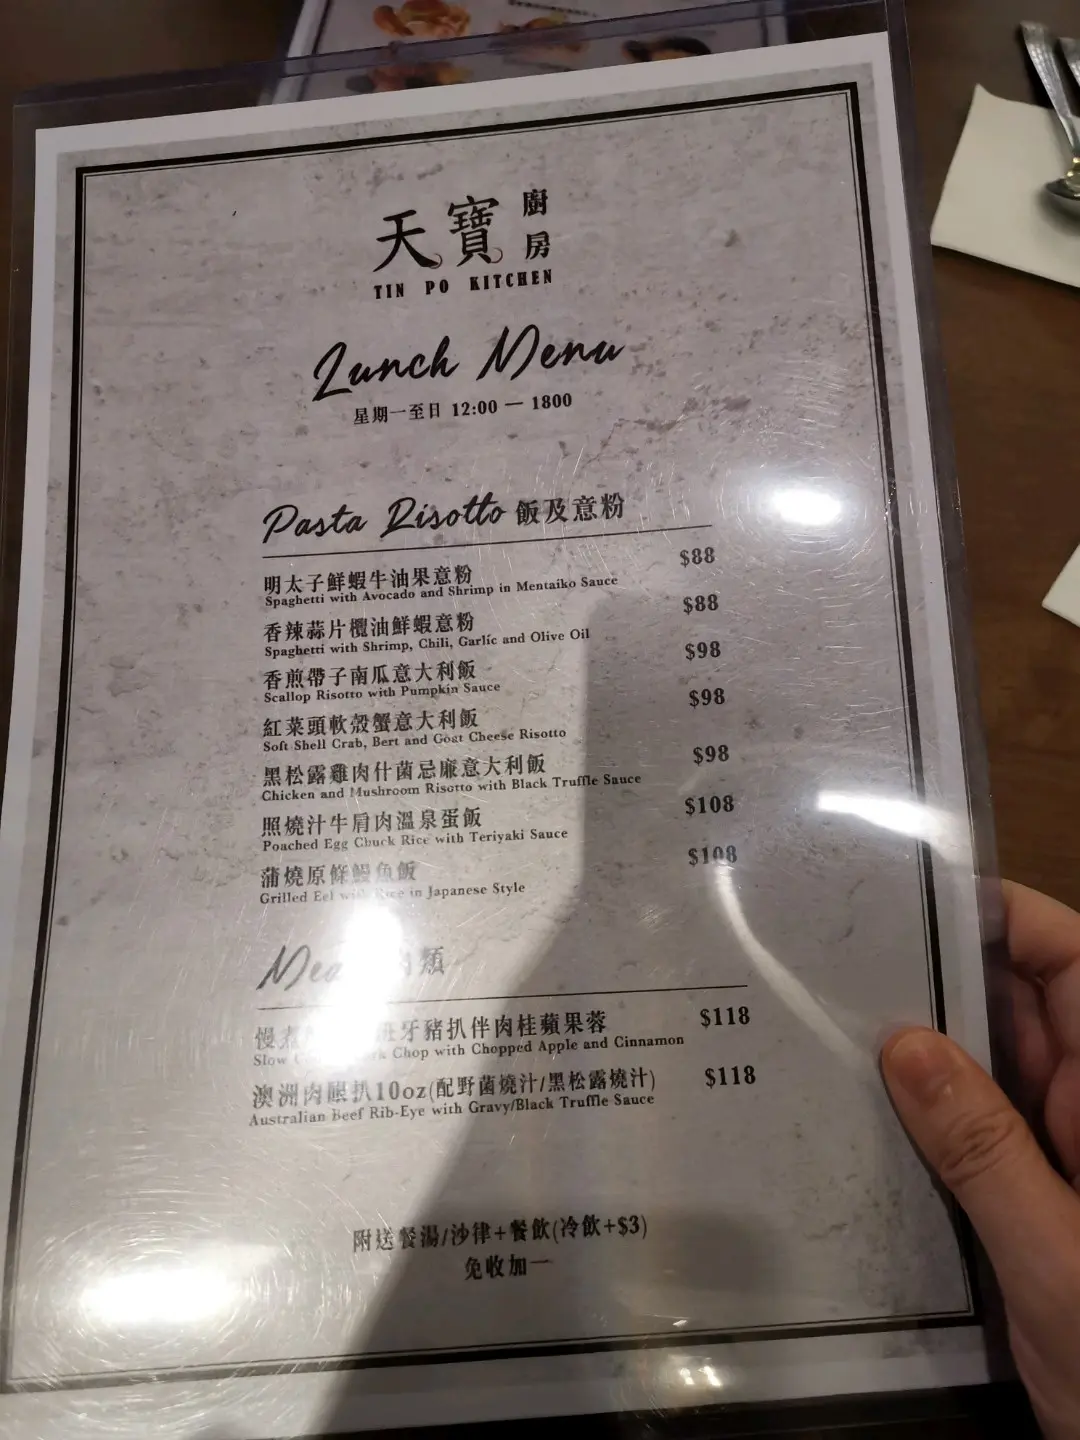 天寶廚房
TIN PO KITCHEN
Lunch Menu
星期一至日 12:00 — 1800
Pasta Risotto 飯及意粉
明太子鮮蝦牛油果意粉 $88
Spaghetti with Avocado and Shrimp in Mentaiko Sauce
香辣蒜片欖油鮮蝦意粉 $88
Spaghetti with Shrimp, Chili, Garlic and Olive Oil
香煎帶子南瓜意大利飯 $98
Scallop Risotto with Pumpkin Sauce
紅菜頭軟殼蟹意大利飯 $98
Soft Shell Crab, Bert and Goat Cheese Risotto
黑松露雞肉什菌忌廉意大利飯 $98
Chicken and Mushroom Risotto with Black Truffle Sauce
照燒汁牛肩肉溫泉蛋飯 $108
Poached Egg Chuck Rice with Teriyaki Sauce
蒲燒原條鰻魚飯 $108
Grilled Eel with Rice in Japanese Style
肉類
慢煮 班牙豬扒伴肉桂蘋果蓉 $118
Slow Chop with Chopped Apple and Cinnamon
澳洲肉眼扒10oz(配野菌燒汁/黑松露燒汁) $118
Australian Beef Rib-Eye with Gravy/Black Truffle Sauce
附送餐湯/沙律+餐飲(冷飲+$3)
免收加一